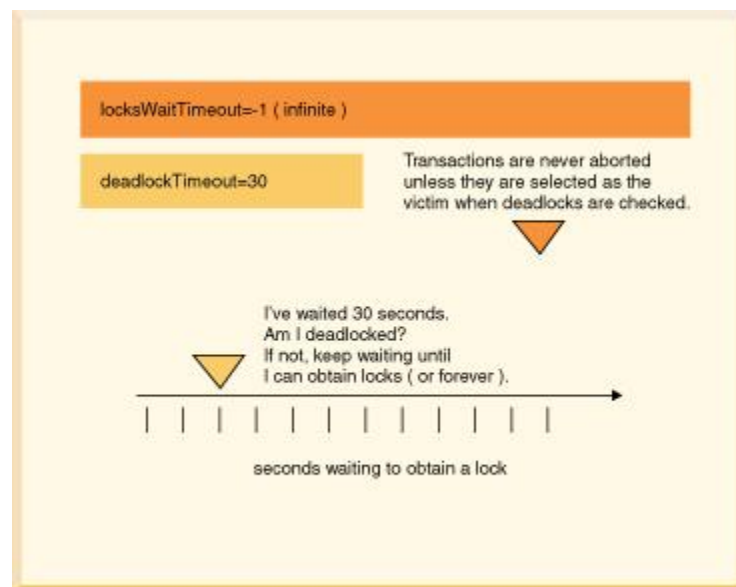 locksWaitTimeout=-1 ( infinite )
deadlockTimeout=30
Transactions are never aborted
unless they are selected as the
victim when deadlocks are checked.
I've waited 30 seconds.
Am I deadlocked?
If not, keep waiting until
I can obtain locks ( or forever ).
seconds waiting to obtain a lock